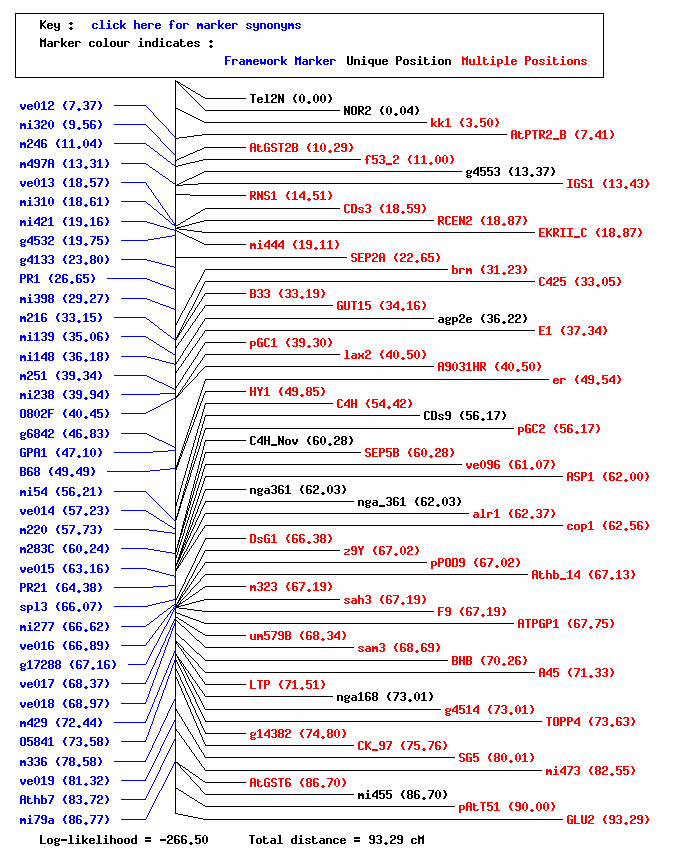 Key : click here for marker synonyms
Marker colour indicates :
Framework Marker Unique Position Multiple Positions
Tel2N (0.00)
ve012 (7.37)
NOR2 (0.04)
mi320 (9.56)
kk1 (3.50)
AtPTR2_B (7.41)
m246 (11.04)
AtGST2B (10.29)
f53_2 (11.00)
m497A (13.31)
g4553 (13.37)
ve013 (18.57)
IGS1 (13.43)
RNS1 (14.51)
mi310 (18.61)
CDs3 (18.59)
mi421 (19.16)
RCEN2 (18.87)
EKRII_C (18.87)
g4532 (19.75)
mi444 (19.11)
g4133 (23.80)
SEP2A (22.65)
brm (31.23)
PR1 (26.65)
C425 (33.05)
B33 (33.19)
mi398 (29.27)
GUT15 (34.16)
m216 (33.15)
agp2e (36.22)
E1 (37.34)
mi139 (35.06)
pGC1 (39.30)
mi148 (36.18)
lax2 (40.50)
A9031HR (40.50)
m251 (39.34)
er (49.54)
mi238 (39.94)
HY1 (49.85)
C4H (54.42)
O802F (40.45)
CDs9 (56.17)
pGC2 (56.17)
g6842 (46.83)
C4H_Nov (60.28)
GPA1 (47.10)
SEP5B (60.28)
ve096 (61.07)
B68 (49.49)
ASP1 (62.00)
mi54 (56.21)
nga361 (62.03)
nga_361 (62.03)
ve014 (57.23)
alr1 (62.37)
cop1 (62.56)
m220 (57.73)
DsG1 (66.38)
m283C (60.24)
z9Y (67.02)
pPOD9 (67.02)
ve015 (63.16)
Athb_14 (67.13)
PR21 (64.38)
m323 (67.19)
sah3 (67.19)
spl3 (66.07)
F9 (67.19)
ATPGP1 (67.75)
mi277 (66.62)
um579B (68.34)
ve016 (66.89)
sam3 (68.69)
BHB (70.26)
g17288 (67.16)
A45 (71.33)
ve017 (68.37)
LTP (71.51)
nga168 (73.01)
ve018 (68.97)
g4514 (73.01)
TOPP4 (73.63)
m429 (72.44)
g14382 (74.80)
O5841 (73.58)
CK_97 (75.76)
SG5 (80.01)
m336 (78.58)
mi473 (82.55)
ve019 (81.32)
AtGST6 (86.70)
mi455 (86.70)
Athb7 (83.72)
pAtT51 (90.00)
mi79a (86.77)
GLU2 (93.29)
Log-likelihood = -266.50 Total distance = 93.29 cM